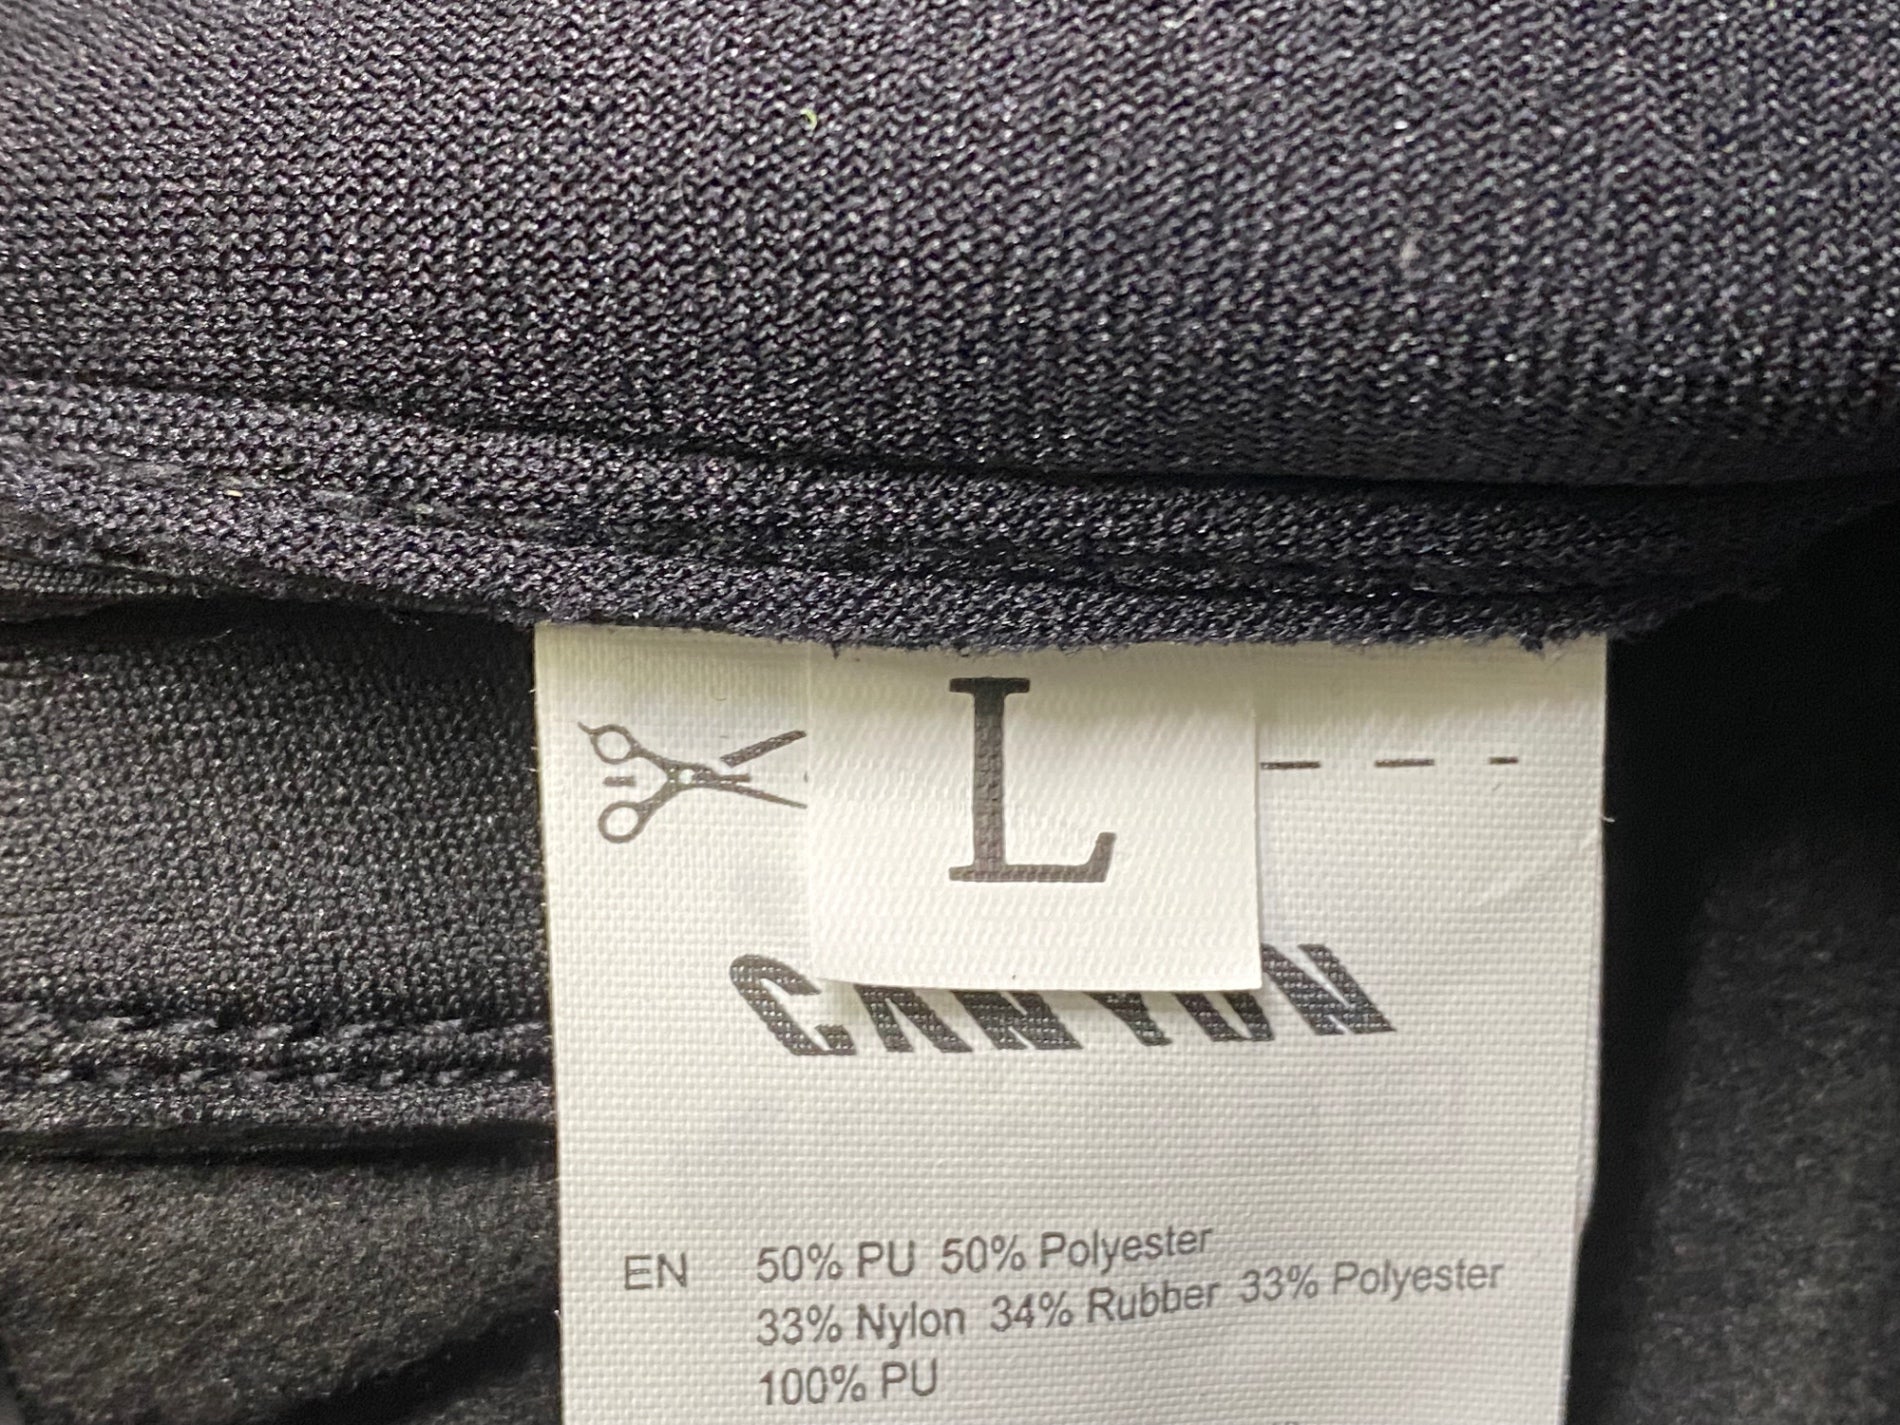 L
CANYON
EN 50% PU 50% Polyester
33% Nylon 34% Rubber 33% Polyester
100% PU